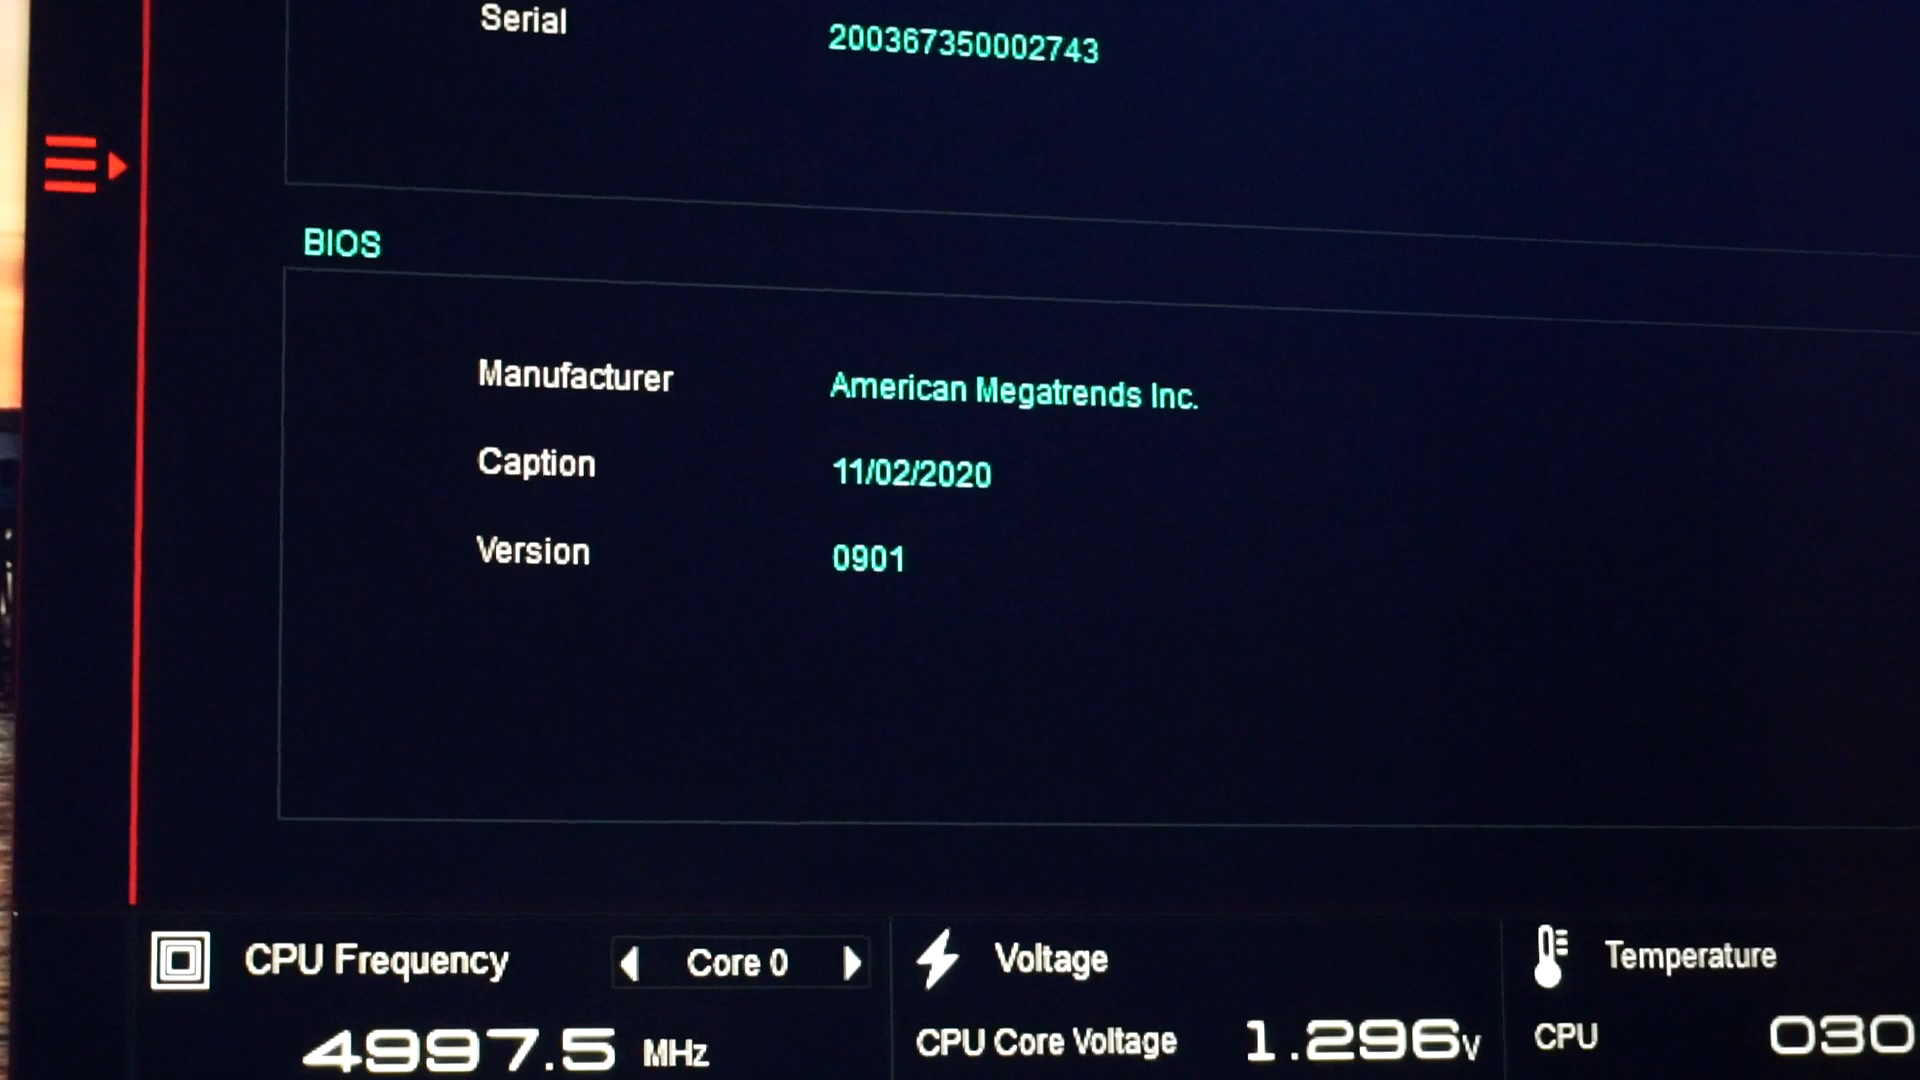 Serial 200367350002743
BIOS
Manufacturer American Megatrends Inc.
Caption 11/02/2020
Version 0901
CPU Frequency Core 0 Voltage Temperature
4997.5 MHz CPU Core Voltage 1.296V CPU 030